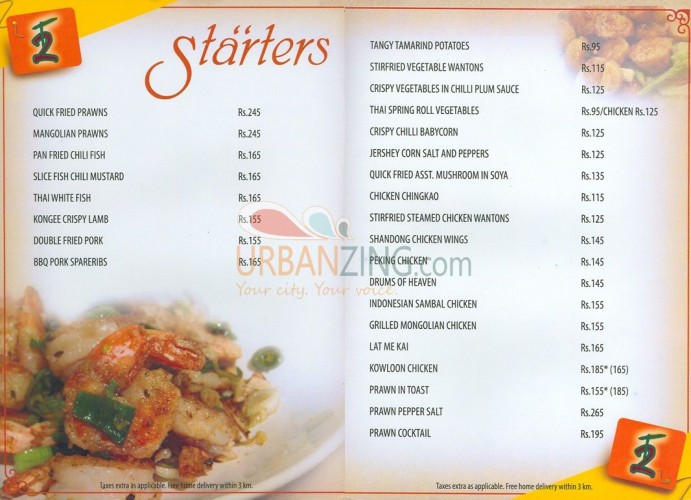 Stärters
QUICK FRIED PRAWNS Rs.245
MANGOLIAN PRAWNS Rs.245
PAN FRIED CHILI FISH Rs.165
SLICE FISH CHILI MUSTARD Rs.165
THAI WHITE FISH Rs.165
KONGEE CRISPY LAMB Rs.155
DOUBLE FRIED PORK Rs.155
BBQ PORK SPARERIBS Rs.165
Taxes extra as applicable. Free home delivery within 3 km.
TANGY TAMARIND POTATOES Rs.95
STIRFRIED VEGETABLE WANTONS Rs.115
CRISPY VEGETABLES IN CHILLI PLUM SAUCE Rs.125
THAI SPRING ROLL VEGETABLES Rs.95/CHICKEN Rs.125
CRISPY CHILLI BABYCORN Rs.125
JERSHEY CORN SALT AND PEPPERS Rs.125
QUICK FRIED ASST. MUSHROOM IN SOYA Rs.135
CHICKEN CHINGKAO Rs.115
STIRFRIED STEAMED CHICKEN WANTONS Rs.125
SHANDONG CHICKEN WINGS Rs.145
PEKING CHICKEN Rs.145
DRUMS OF HEAVEN Rs.145
INDONESIAN SAMBAL CHICKEN Rs.155
GRILLED MONGOLIAN CHICKEN Rs.155
LAT ME KAI Rs.165
KOWLOON CHICKEN Rs.185* (165)
PRAWN IN TOAST Rs.155* (185)
PRAWN PEPPER SALT Rs.265
PRAWN COCKTAIL Rs.195
Taxes extra as applicable. Free home delivery within 3 km.
URBANZING.com
Your city. Your voice.